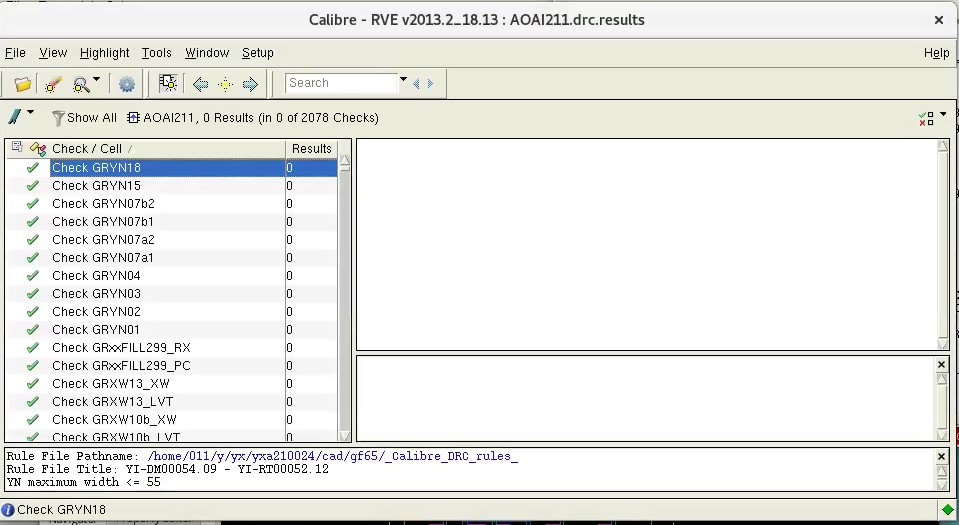 Calibre - RVE v2013.2_18.13 : AOAI211.drc.results
File View Highlight Tools Window Setup Help
Search
Show All AOAI211, 0 Results (in 0 of 2078 Checks)
Check / Cell Results
Check GRYN18 0
Check GRYN15 0
Check GRYN07b2 0
Check GRYN07b1 0
Check GRYN07a2 0
Check GRYN07a1 0
Check GRYN04 0
Check GRYN03 0
Check GRYN02 0
Check GRYN01 0
Check GRxxFILL299_RX 0
Check GRxxFILL299_PC 0
Check GRXW13_XW 0
Check GRXW13_LVT 0
Check GRXW10b_XW 0
Check GRXW10b_LVT 0
Rule File Pathname: /home/011/y/yx/yxa210024/cad/gf65/_Calibre_DRC_rules_
Rule File Title: YI-DM00054.09 - YI-RT00052.12
YN maximum width <= 55
Check GRYN18